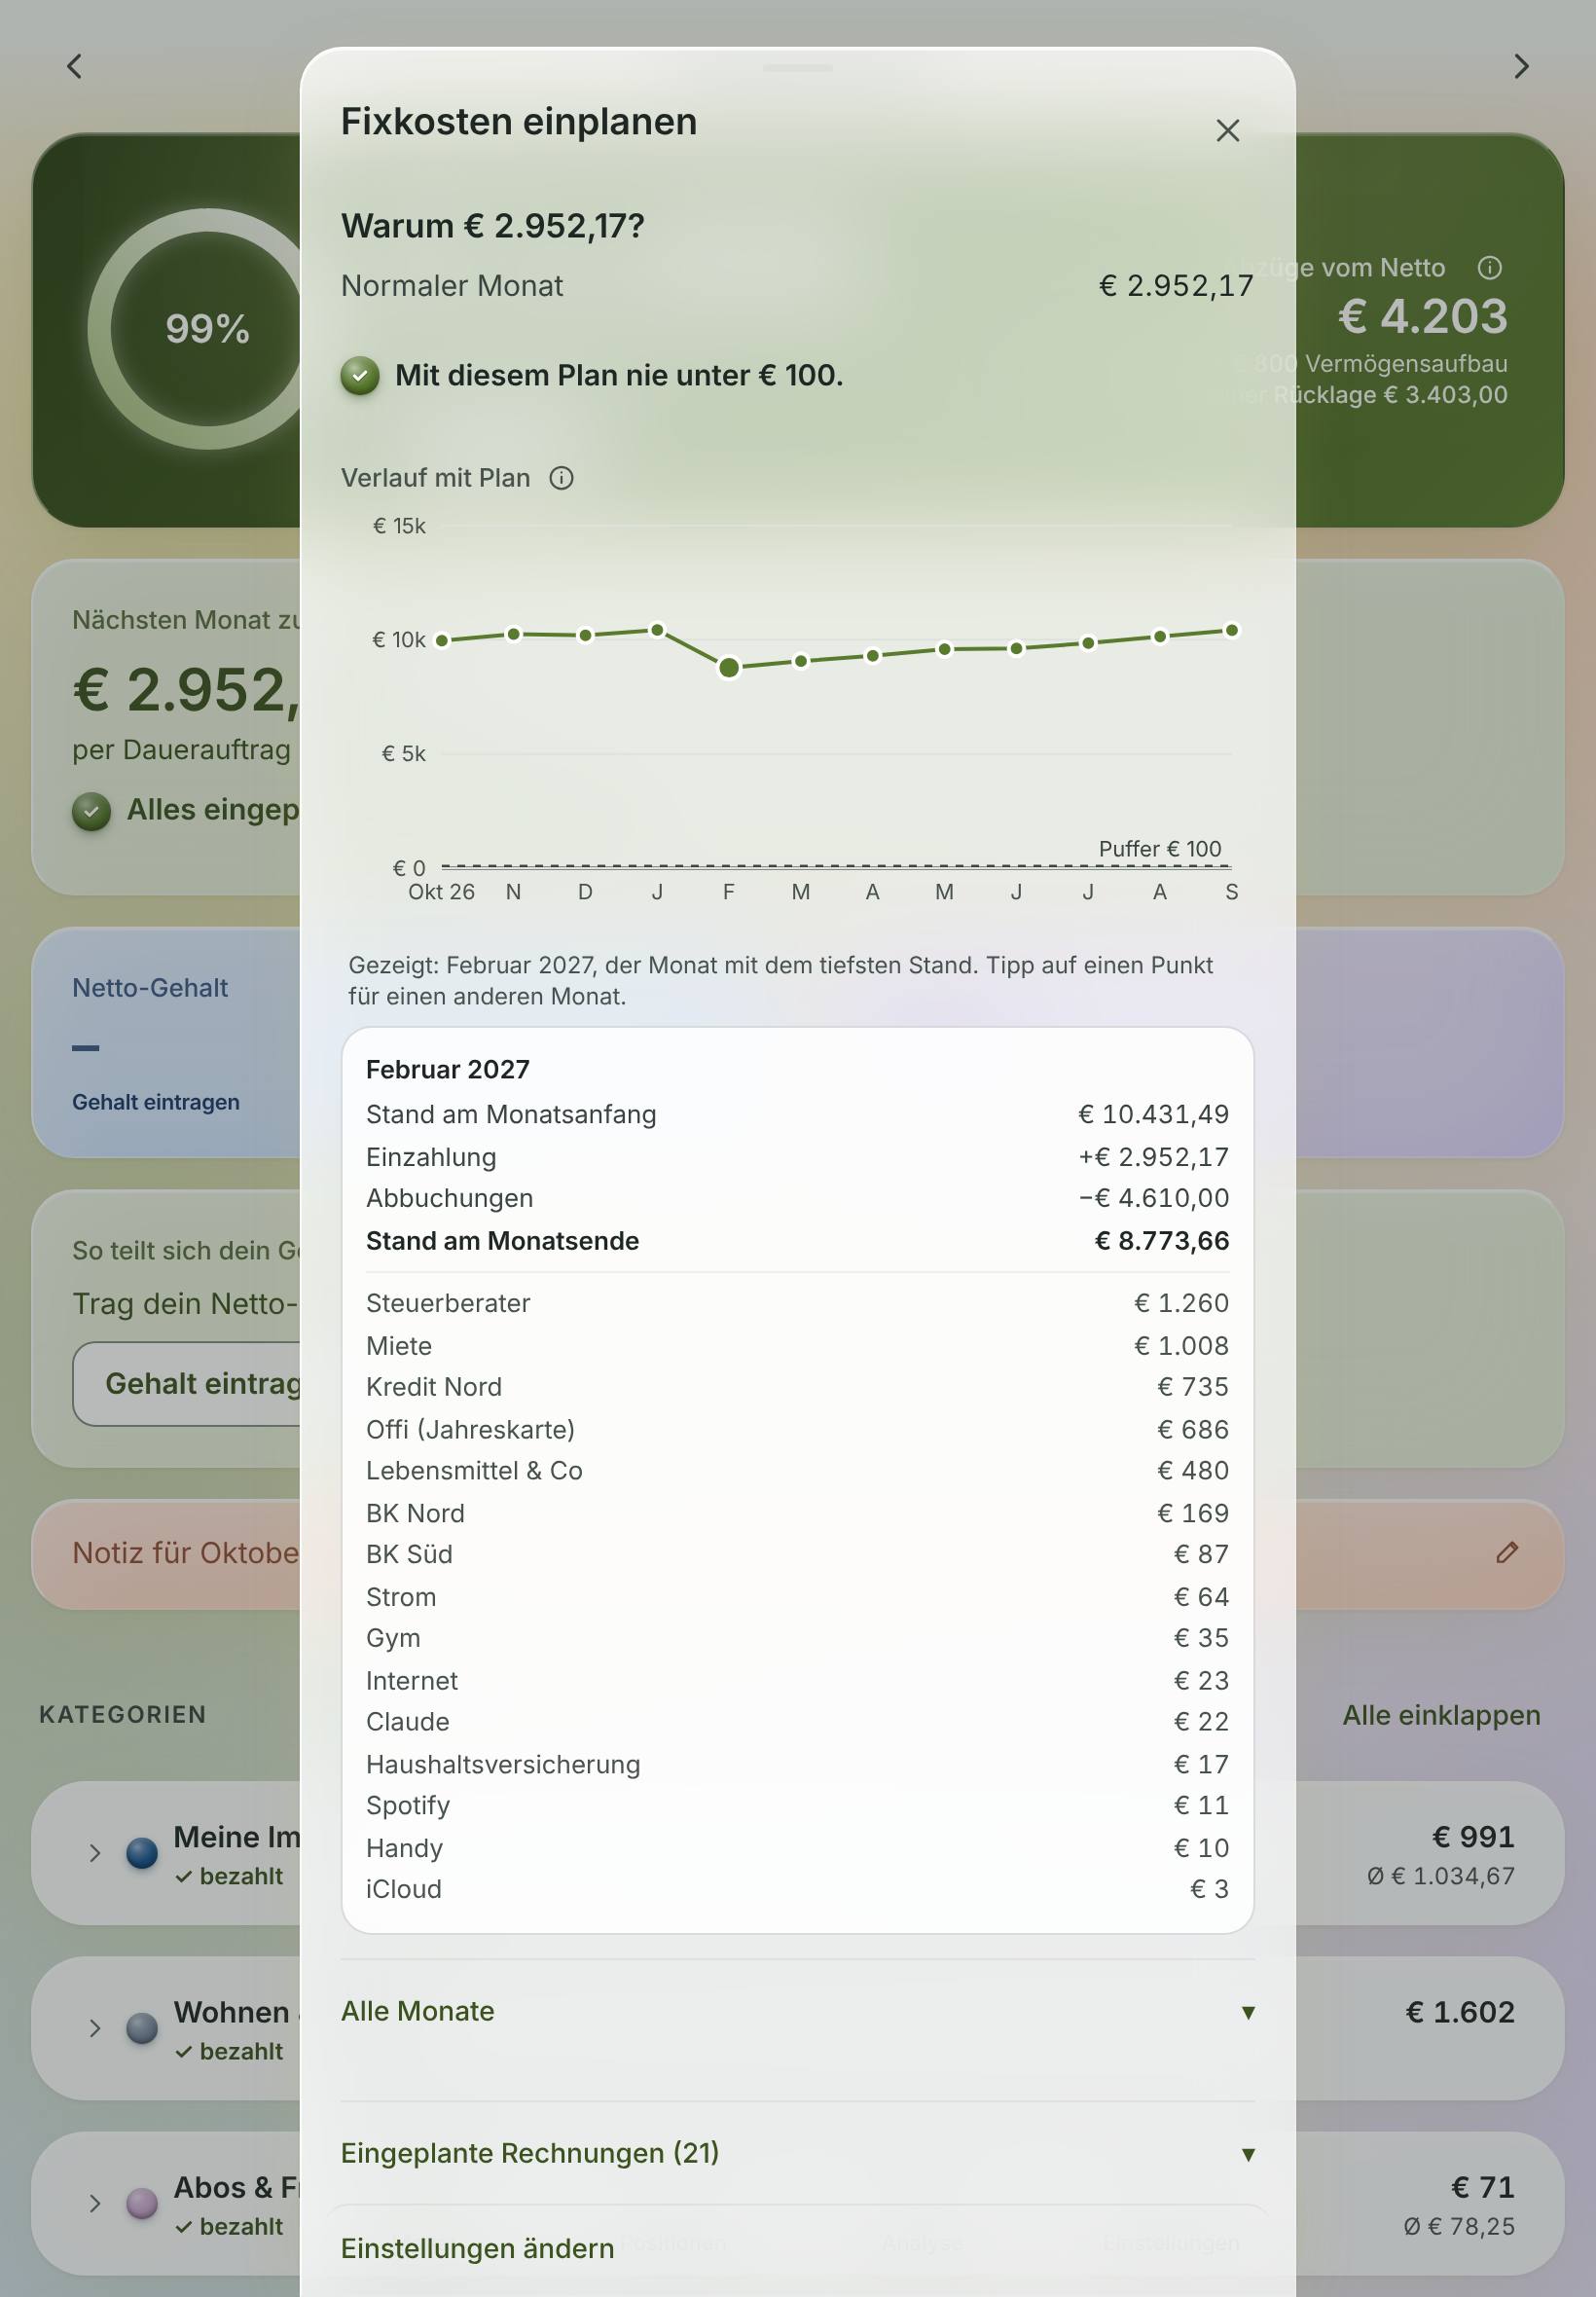 Fixkosten einplanen
Warum € 2.952,17?
Normaler Monat € 2.952,17
Mit diesem Plan nie unter € 100.
Verlauf mit Plan
€ 15k
€ 10k
€ 5k
Puffer € 100
€ 0
Okt 26 N D J F M A M J J A S
Gezeigt: Februar 2027, der Monat mit dem tiefsten Stand. Tipp auf einen Punkt
für einen anderen Monat.
Februar 2027
Stand am Monatsanfang € 10.431,49
Einzahlung +€ 2.952,17
Abbuchungen −€ 4.610,00
Stand am Monatsende € 8.773,66
Steuerberater € 1.260
Miete € 1.008
Kredit Nord € 735
Offi (Jahreskarte) € 686
Lebensmittel & Co € 480
BK Nord € 169
BK Süd € 87
Strom € 64
Gym € 35
Internet € 23
Claude € 22
Haushaltsversicherung € 17
Spotify € 11
Handy € 10
iCloud € 3
Alle Monate
Eingeplante Rechnungen (21)
Einstellungen ändern
99%
vom Netto
€ 4.203
Vermögensaufbau
Rücklage € 3.403,00
Nächsten Monat
€ 2.952,
per Dauerauftrag
Alles
Netto-Gehalt
–
Gehalt eintragen
So teilt sich dein
Trag dein Netto-
Gehalt
Notiz für
KATEGORIEN
Alle einklappen
Meine
bezahlt
€ 991
Ø € 1.034,67
Wohnen
bezahlt
€ 1.602
Abos &
bezahlt
€ 71
Ø € 78,25